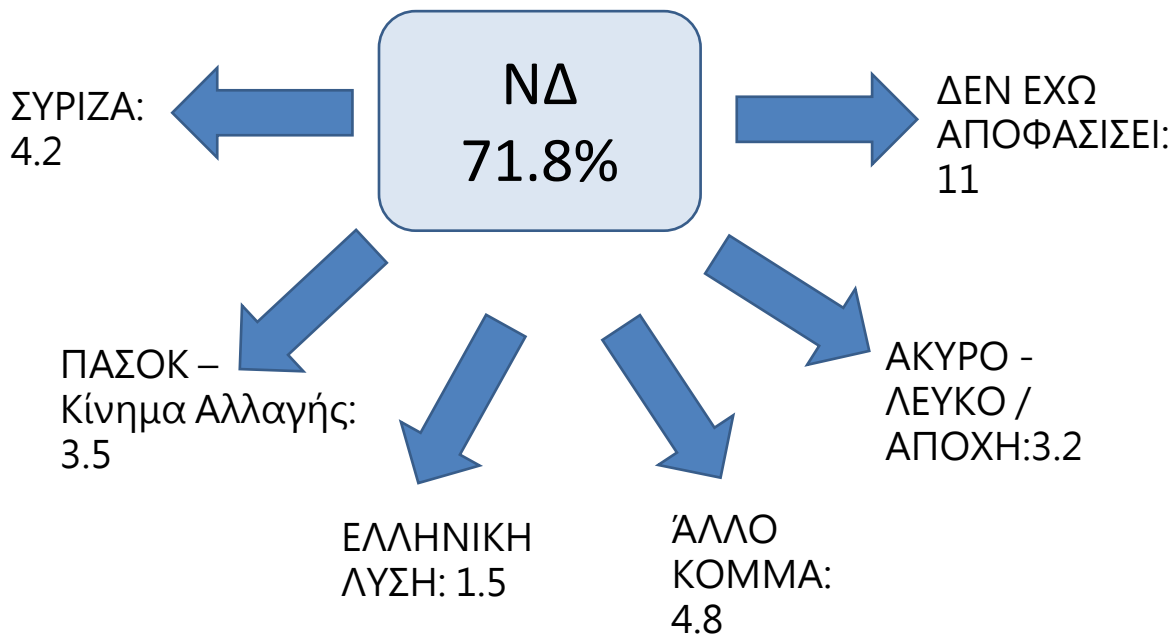 ΝΔ
71.8%
ΣΥΡΙΖΑ:
4.2
ΔΕΝ ΕΧΩ
ΑΠΟΦΑΣΙΣΕΙ:
11
ΠΑΣΟΚ –
Κίνημα Αλλαγής:
3.5
ΑΚΥΡΟ -
ΛΕΥΚΟ /
ΑΠΟΧΗ:3.2
ΕΛΛΗΝΙΚΗ
ΛΥΣΗ: 1.5
ΆΛΛΟ
ΚΟΜΜΑ:
4.8